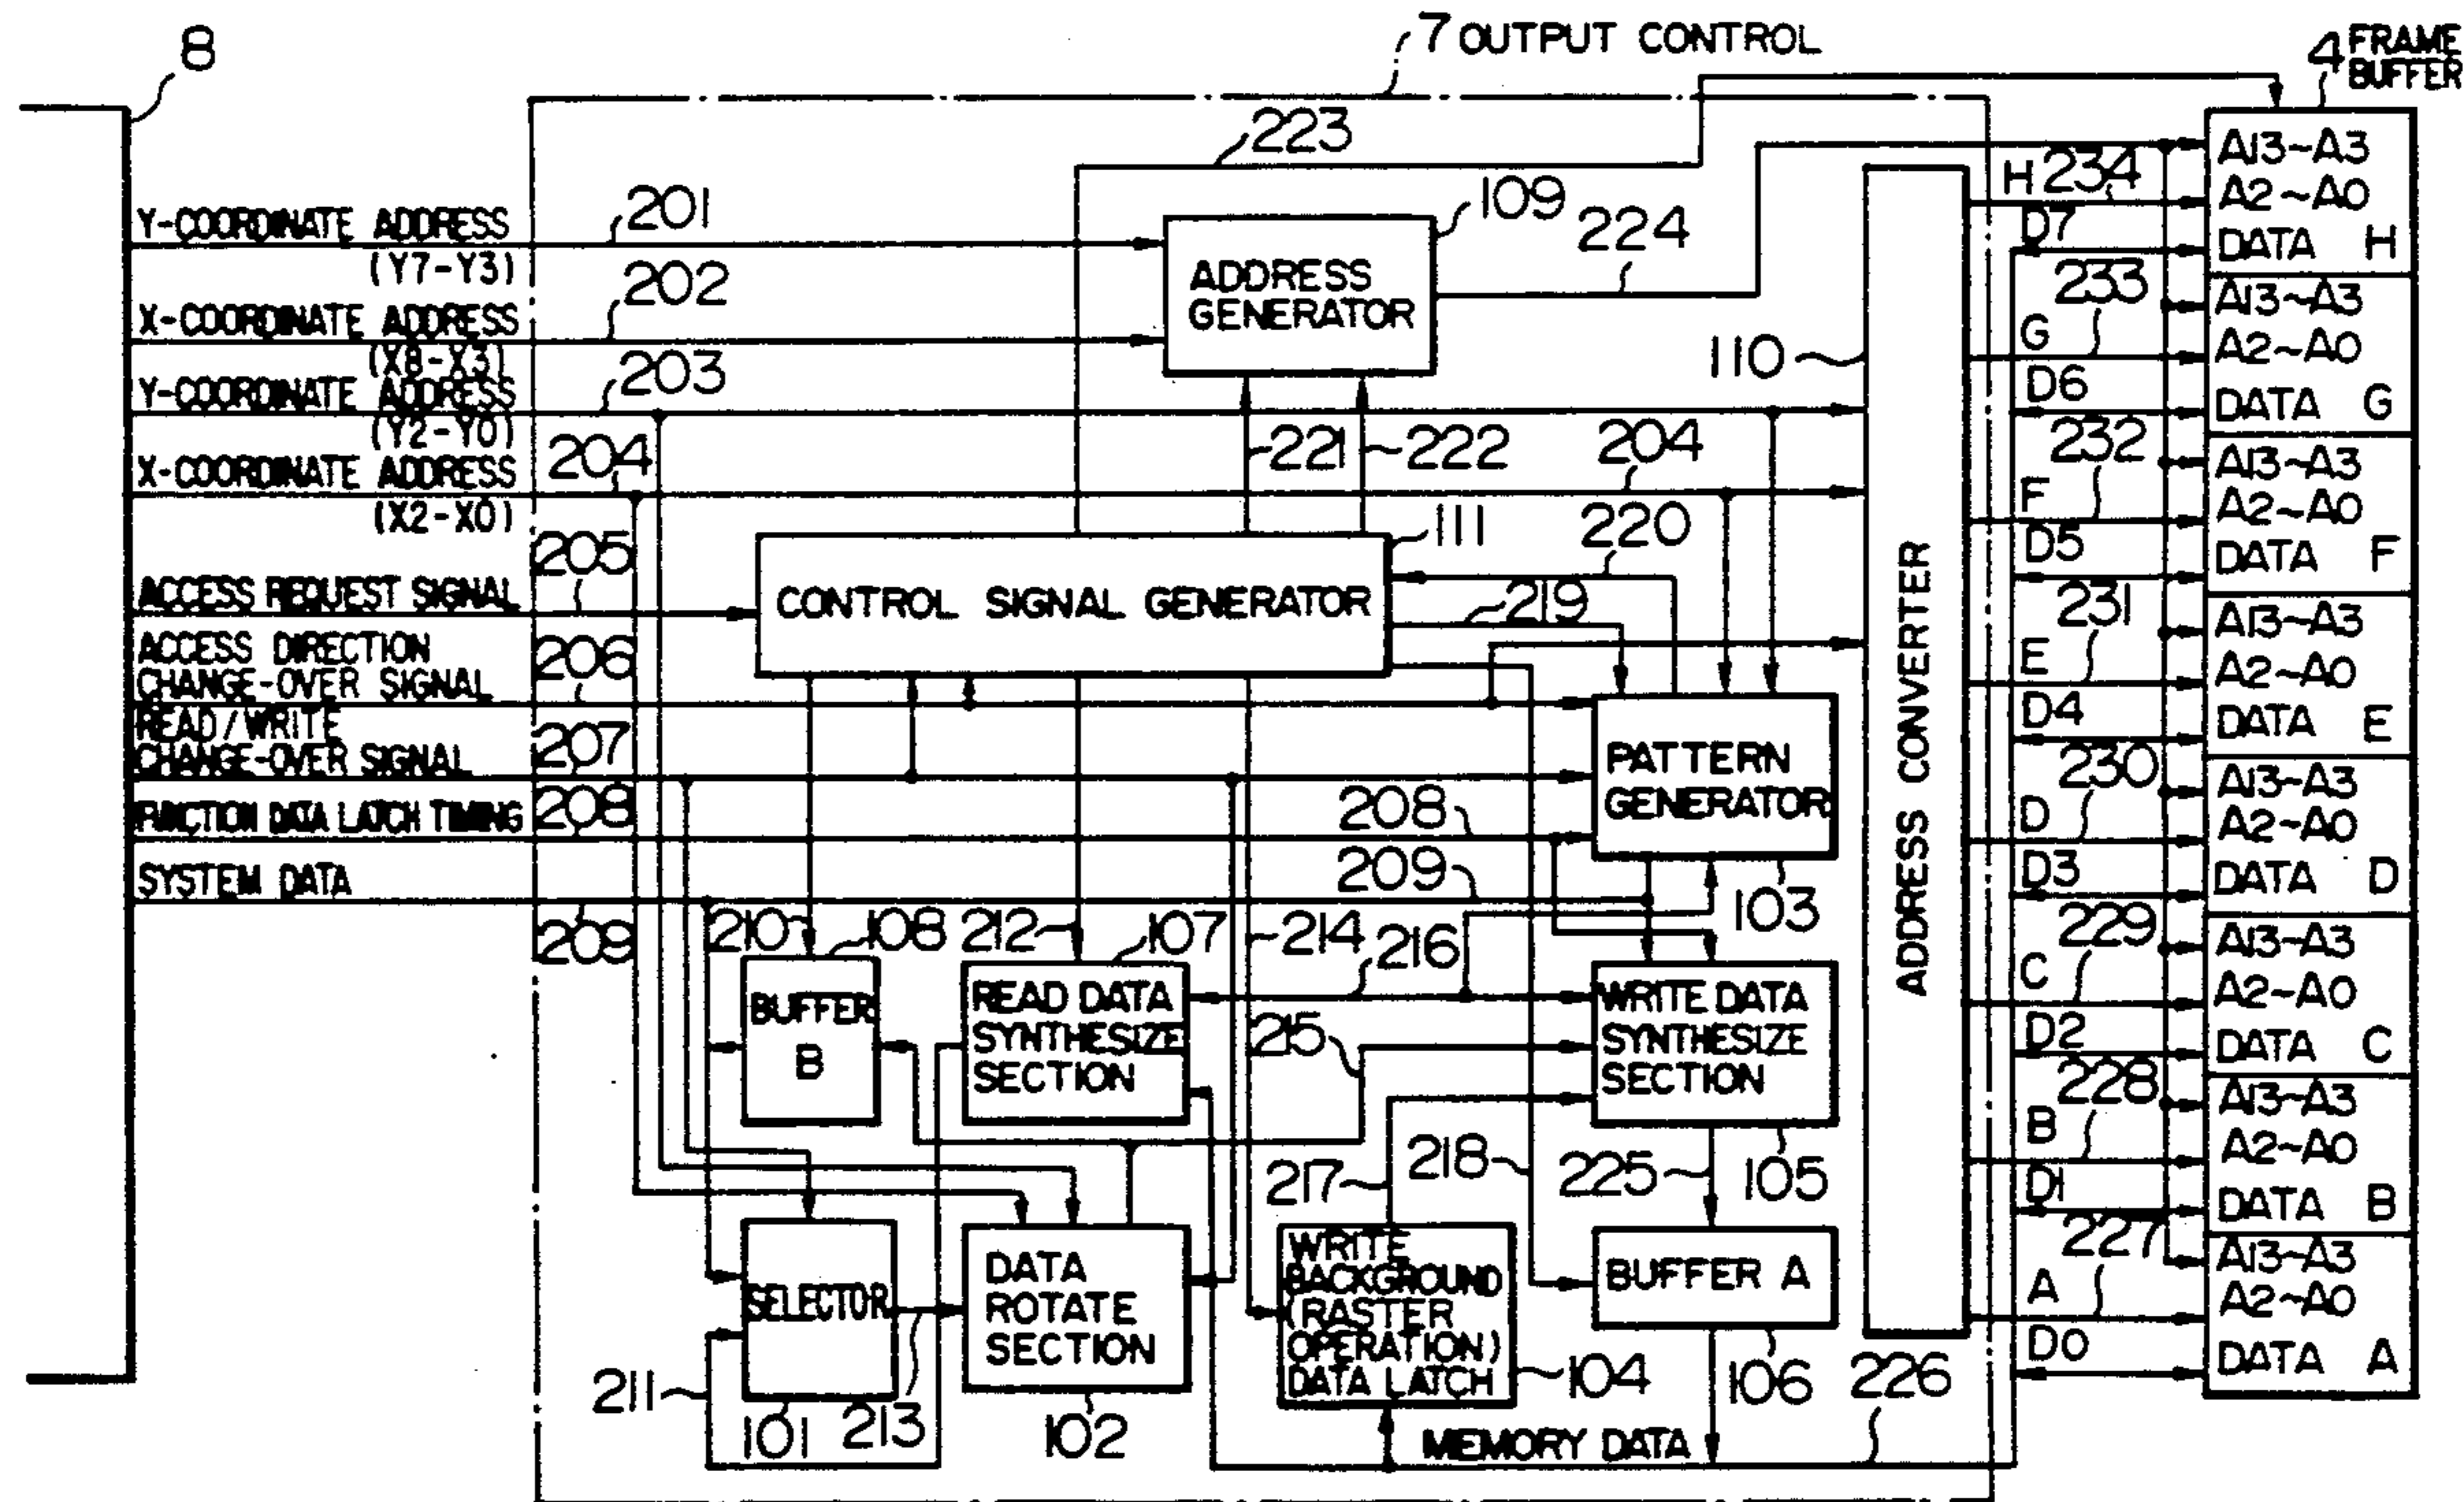 8
7 OUTPUT CONTROL
4 FRAME BUFFER
223
Y-COORDINATE ADDRESS
(Y7-Y3)
201
X-COORDINATE ADDRESS
(X8-X3)
202
Y-COORDINATE ADDRESS
(Y2-Y0)
203
X-COORDINATE ADDRESS
(X2-X0)
204
ACCESS REQUEST SIGNAL
205
ACCESS DIRECTION
CHANGE-OVER SIGNAL
206
READ/WRITE
CHANGE-OVER SIGNAL
207
FUNCTION DATA LATCH TIMING
208
SYSTEM DATA
209
ADDRESS
GENERATOR
109
224
110
221
222
204
220
111
CONTROL SIGNAL GENERATOR
219
PATTERN
GENERATOR
208
209
103
ADDRESS CONVERTER
210
108
212
107
214
216
BUFFER
B
READ DATA
SYNTHESIZE
SECTION
215
WRITE DATA
SYNTHESIZE
SECTION
217
218
225
105
SELECTOR
DATA
ROTATE
SECTION
WRITE
BACKGROUND
(RASTER
OPERATION)
DATA LATCH
BUFFER A
211
101
213
102
104
106
226
MEMORY DATA
A13~A3
H 234
A2~A0
D7
DATA H
233
A13~A3
G
A2~A0
D6
DATA G
232
A13~A3
F
A2~A0
D5
DATA F
231
A13~A3
E
A2~A0
D4
DATA E
230
A13~A3
D
A2~A0
D3
DATA D
229
A13~A3
C
A2~A0
D2
DATA C
228
A13~A3
B
A2~A0
D1
DATA B
227
A13~A3
A
A2~A0
D0
DATA A